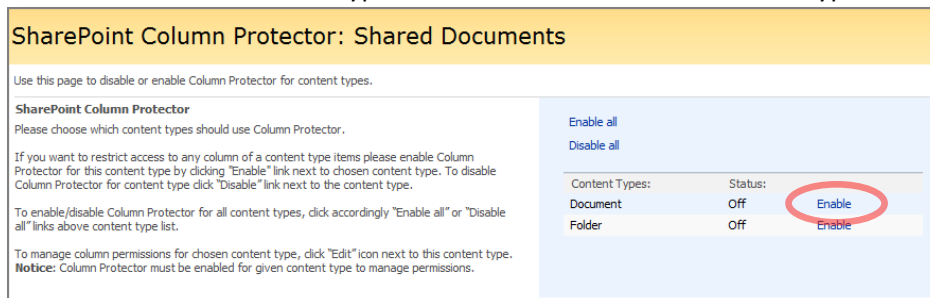 SharePoint Column Protector: Shared Documents
Use this page to disable or enable Column Protector for content types.
SharePoint Column Protector
Please choose which content types should use Column Protector.
If you want to restrict access to any column of a content type items please enable Column
Protector for this content type by clicking "Enable" link next to chosen content type. To disable
Column Protector for content type click "Disable" link next to the content type.
To enable/disable Column Protector for all content types, click accordingly "Enable all" or "Disable
all" links above content type list.
To manage column permissions for chosen content type, click "Edit" icon next to this content type.
Notice: Column Protector must be enabled for given content type to manage permissions.
Enable all
Disable all
Content Types: Status:
Document Off Enable
Folder Off Enable